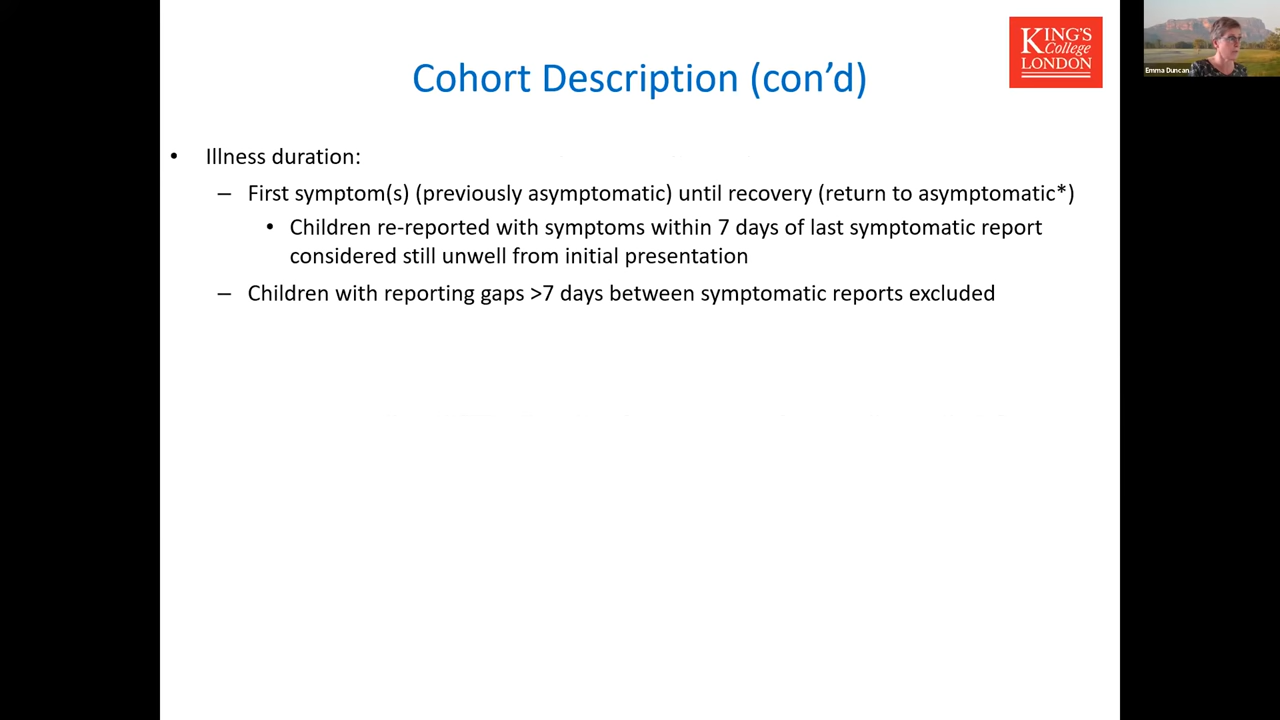 KING'S
College
LONDON
Emma Duncan
Cohort Description (con’d)
• Illness duration:
– First symptom(s) (previously asymptomatic) until recovery (return to asymptomatic*)
• Children re-reported with symptoms within 7 days of last symptomatic report
considered still unwell from initial presentation
– Children with reporting gaps >7 days between symptomatic reports excluded